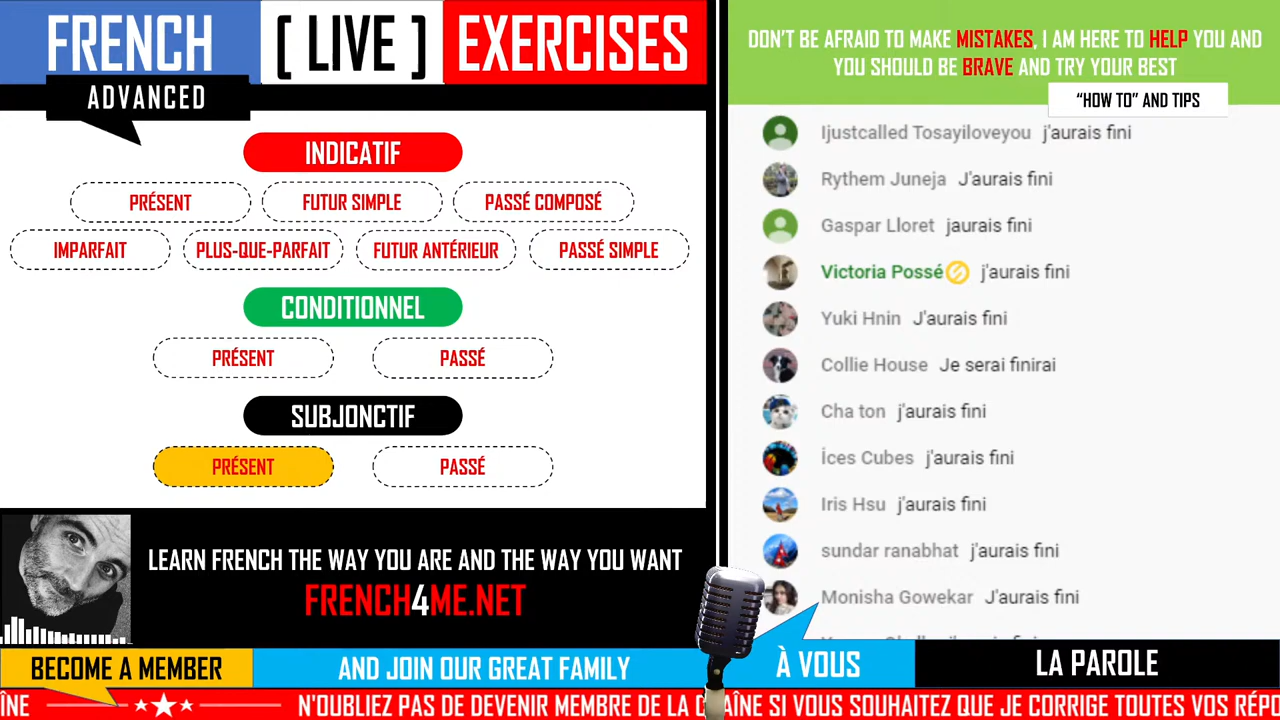 FRENCH [ LIVE ] EXERCISES
ADVANCED
INDICATIF
PRÉSENT FUTUR SIMPLE PASSÉ COMPOSÉ
IMPARFAIT PLUS-QUE-PARFAIT FUTUR ANTÉRIEUR PASSÉ SIMPLE
CONDITIONNEL
PRÉSENT PASSÉ
SUBJONCTIF
PRÉSENT PASSÉ
LEARN FRENCH THE WAY YOU ARE AND THE WAY YOU WANT
FRENCH4ME.NET
DON'T BE AFRAID TO MAKE MISTAKES, I AM HERE TO HELP YOU AND
YOU SHOULD BE BRAVE AND TRY YOUR BEST
“HOW TO” AND TIPS
Ijustcalled Tosayiloveyou j'aurais fini
Rythem Juneja J'aurais fini
Gaspar Lloret jaurais fini
Victoria Possé j'aurais fini
Yuki Hnin J'aurais fini
Collie House Je serai finirai
Cha ton j'aurais fini
İces Cubes j'aurais fini
Iris Hsu j'aurais fini
sundar ranabhat j'aurais fini
Monisha Gowekar J'aurais fini
BECOME A MEMBER AND JOIN OUR GREAT FAMILY À VOUS LA PAROLE
ÎNE N'OUBLIEZ PAS DE DEVENIR MEMBRE DE LA C AÎNE SI VOUS SOUHAITEZ QUE JE CORRIGE TOUTES VOS RÉPO